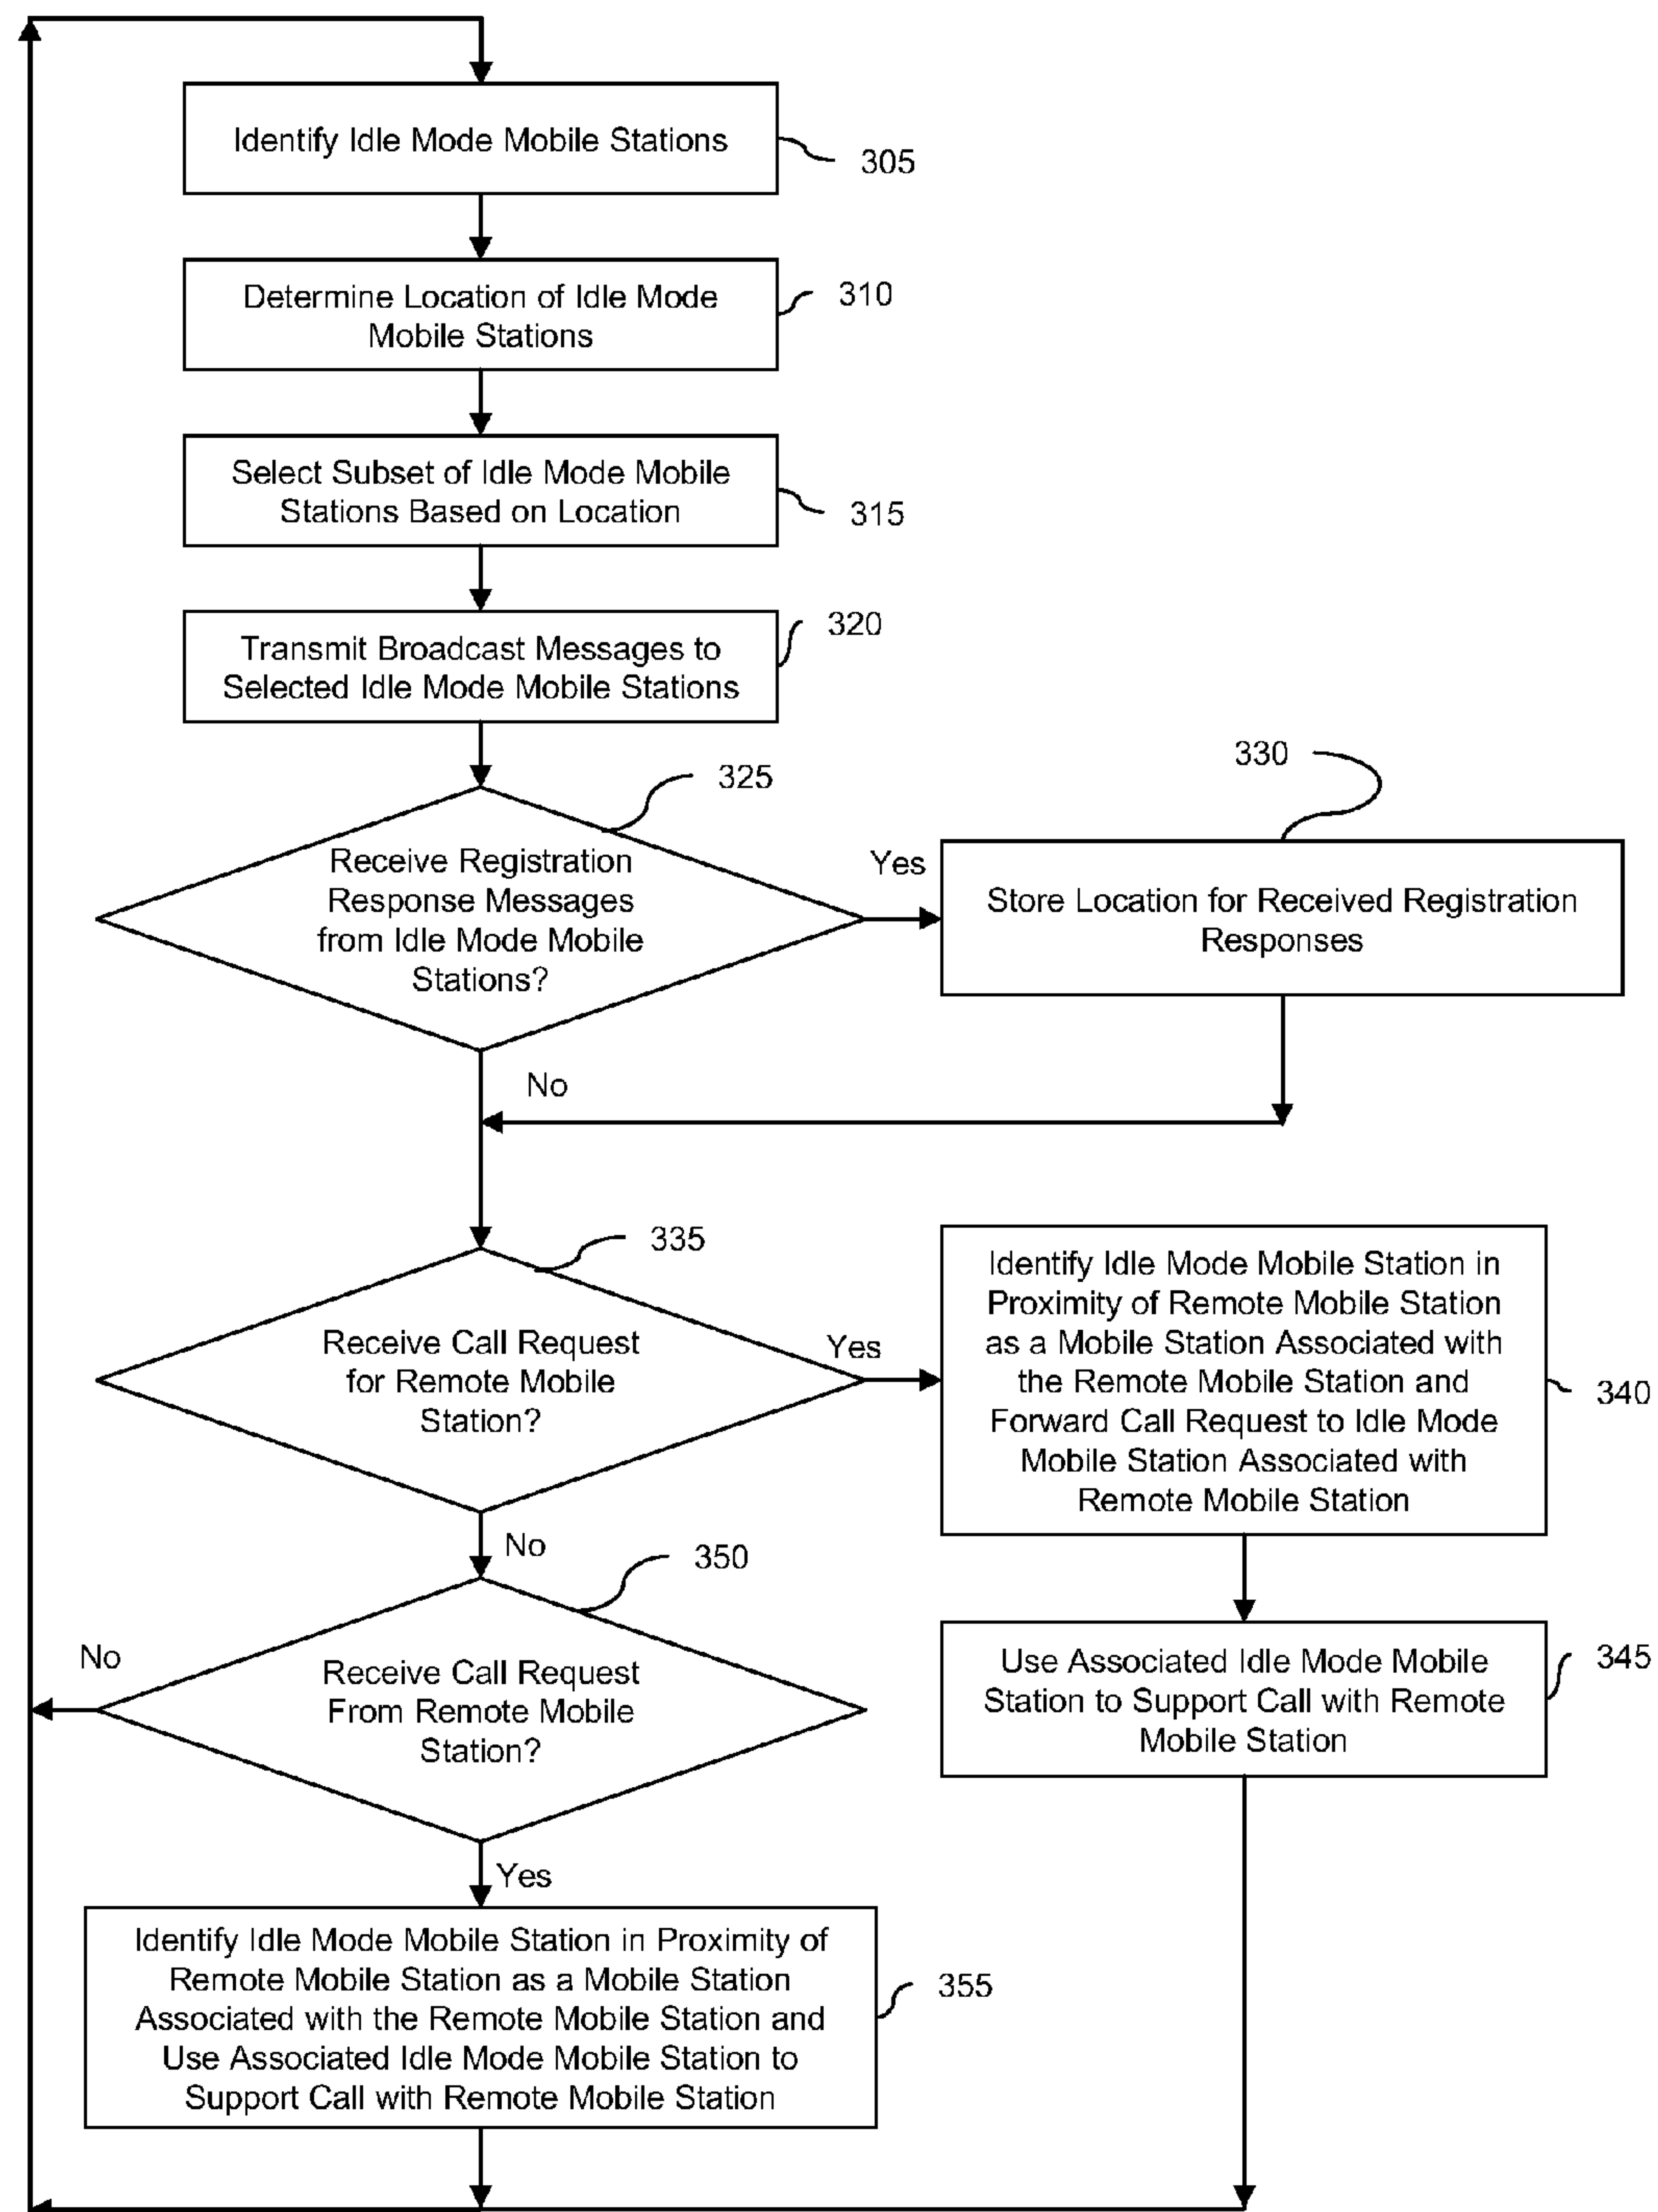 Identify Idle Mode Mobile Stations
305
Determine Location of Idle Mode
Mobile Stations
310
Select Subset of Idle Mode Mobile
Stations Based on Location
315
Transmit Broadcast Messages to
Selected Idle Mode Mobile Stations
320
325
Receive Registration
Response Messages
from Idle Mode Mobile
Stations?
Yes
330
Store Location for Received Registration
Responses
No
335
Receive Call Request
for Remote Mobile
Station?
Yes
Identify Idle Mode Mobile Station in
Proximity of Remote Mobile Station
as a Mobile Station Associated with
the Remote Mobile Station and
Forward Call Request to Idle Mode
Mobile Station Associated with
Remote Mobile Station
340
No
350
Receive Call Request
From Remote Mobile
Station?
No
Use Associated Idle Mode Mobile
Station to Support Call with Remote
Mobile Station
345
Yes
Identify Idle Mode Mobile Station in Proximity of
Remote Mobile Station as a Mobile Station
Associated with the Remote Mobile Station and
Use Associated Idle Mode Mobile Station to
Support Call with Remote Mobile Station
355